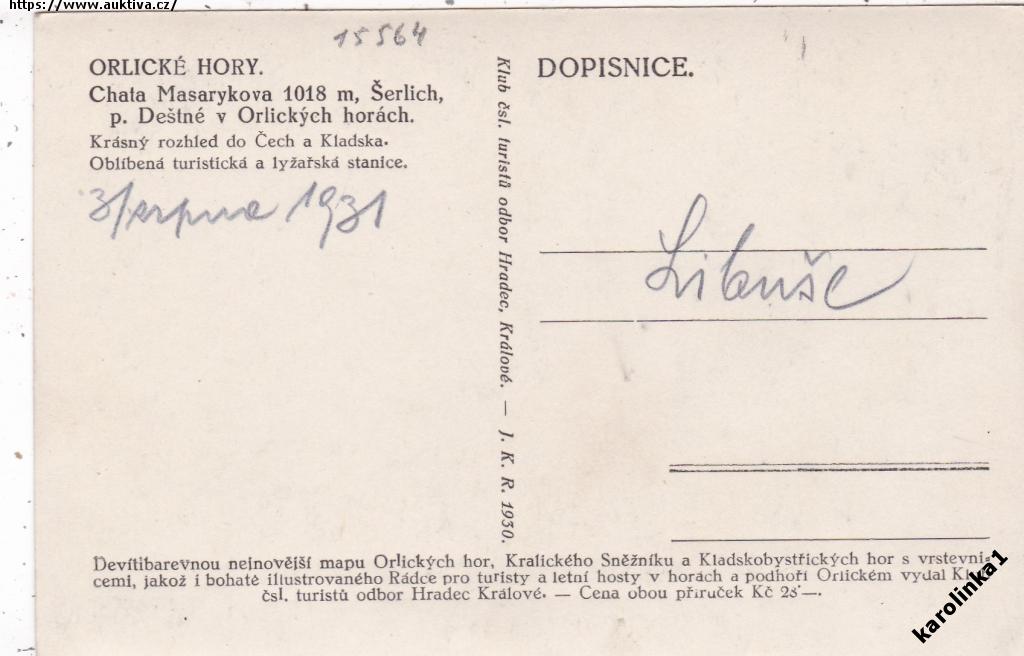 https://www.auktiva.cz/
15564
ORLICKÉ HORY.
Chata Masarykova 1018 m, Šerlich,
p. Deštné v Orlických horách.
Krásný rozhled do Čech a Kladska.
Oblíbená turistická a lyžařská stanice.
3/srpna 1931
Klub čsl. turistů odbor Hradec, Králové. — J. K. R. 1930.
DOPISNICE.
Libuše
Devítibarevnou nejnovější mapu Orlických hor, Kralického Sněžníku a Kladskobystřických hor s vrstevni-
cemi, jakož i bohatě illustrovaného Rádce pro turisty a letní hosty v horách a podhoří Orlickém vydal
čsl. turistů odbor Hradec Králové. — Cena obou příruček Kč 28·—.
karolinka1